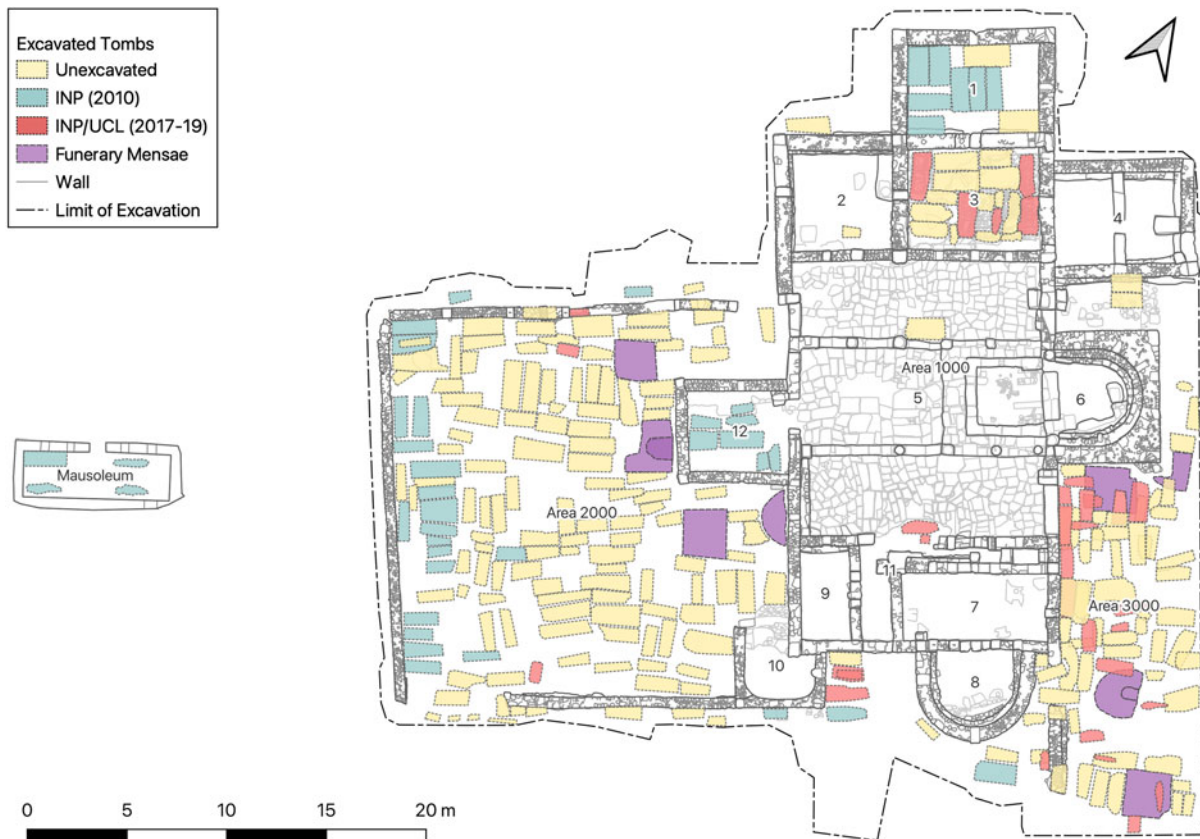 Excavated Tombs
Unexcavated
INP (2010)
INP/UCL (2017-19)
Funerary Mensae
Wall
Limit of Excavation
1
2
3
4
Area 1000
5
6
12
Mausoleum
Area 2000
11
9
7
Area 3000
10
8
0 5 10 15 20 m